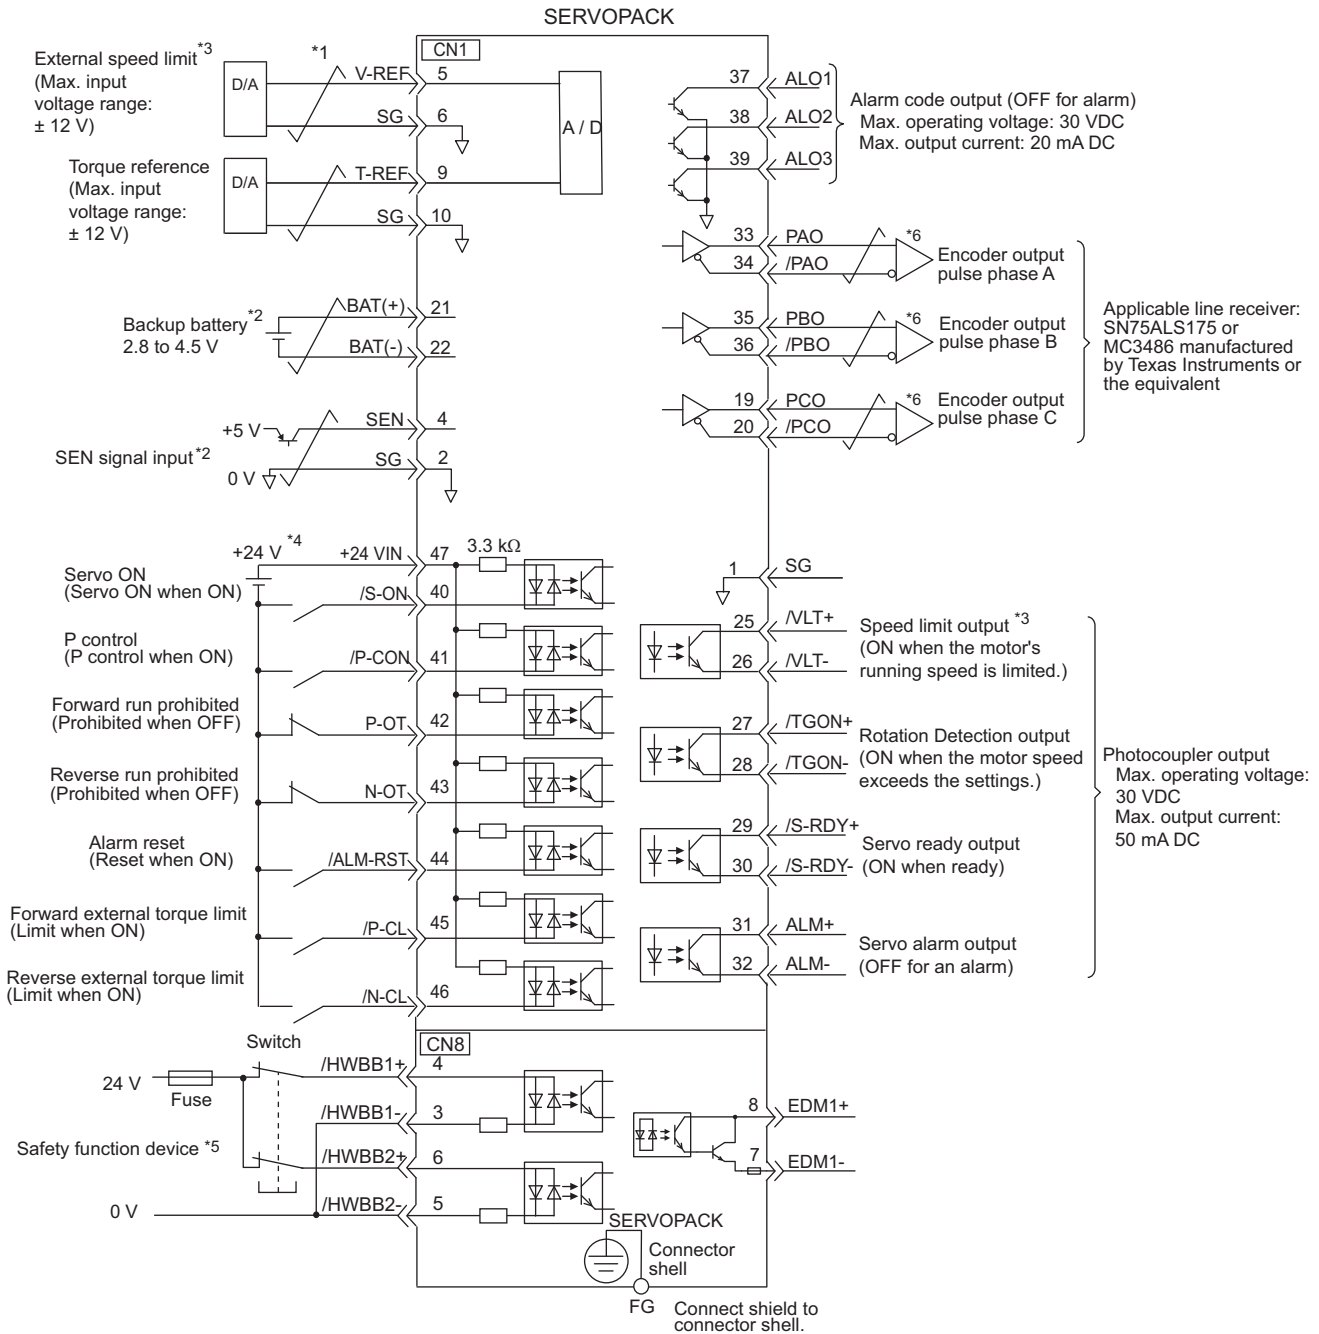 SERVOPACK
CN1
External speed limit*3
(Max. input
voltage range:
± 12 V)
D/A
*1
V-REF
5
SG
6
A / D
Torque reference
(Max. input
voltage range:
± 12 V)
D/A
T-REF
9
SG
10
Backup battery*2
2.8 to 4.5 V
BAT(+)
21
BAT(-)
22
SEN signal input*2
+5 V
0 V
SEN
4
SG
2
37
ALO1
38
ALO2
39
ALO3
Alarm code output (OFF for alarm)
Max. operating voltage: 30 VDC
Max. output current: 20 mA DC
33
PAO
34
/PAO
*6
Encoder output
pulse phase A
35
PBO
36
/PBO
*6
Encoder output
pulse phase B
19
PCO
20
/PCO
*6
Encoder output
pulse phase C
Applicable line receiver:
SN75ALS175 or
MC3486 manufactured
by Texas Instruments or
the equivalent
+24 V *4
+24 VIN
47
3.3 kΩ
Servo ON
(Servo ON when ON)
/S-ON
40
P control
(P control when ON)
/P-CON
41
Forward run prohibited
(Prohibited when OFF)
P-OT
42
Reverse run prohibited
(Prohibited when OFF)
N-OT
43
Alarm reset
(Reset when ON)
/ALM-RST
44
Forward external torque limit
(Limit when ON)
/P-CL
45
Reverse external torque limit
(Limit when ON)
/N-CL
46
1
SG
25
/VLT+
26
/VLT-
Speed limit output *3
(ON when the motor's
running speed is limited.)
27
/TGON+
28
/TGON-
Rotation Detection output
(ON when the motor speed
exceeds the settings.)
29
/S-RDY+
30
/S-RDY-
Servo ready output
(ON when ready)
31
ALM+
32
ALM-
Servo alarm output
(OFF for an alarm)
Photocoupler output
Max. operating voltage:
30 VDC
Max. output current:
50 mA DC
CN8
Switch
24 V
Fuse
/HWBB1+
4
/HWBB1-
3
Safety function device *5
/HWBB2+
6
0 V
/HWBB2-
5
8
EDM1+
7
EDM1-
SERVOPACK
Connector
shell
FG
Connect shield to
connector shell.